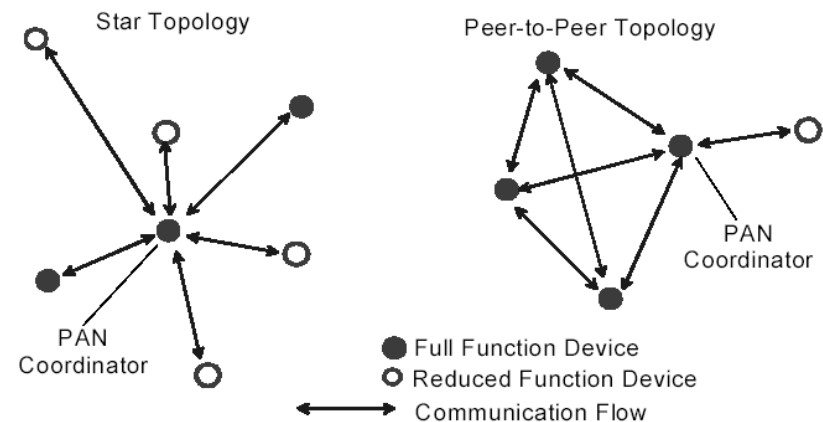 Star Topology
Peer-to-Peer Topology
PAN
Coordinator
PAN
Coordinator
Full Function Device
Reduced Function Device
Communication Flow